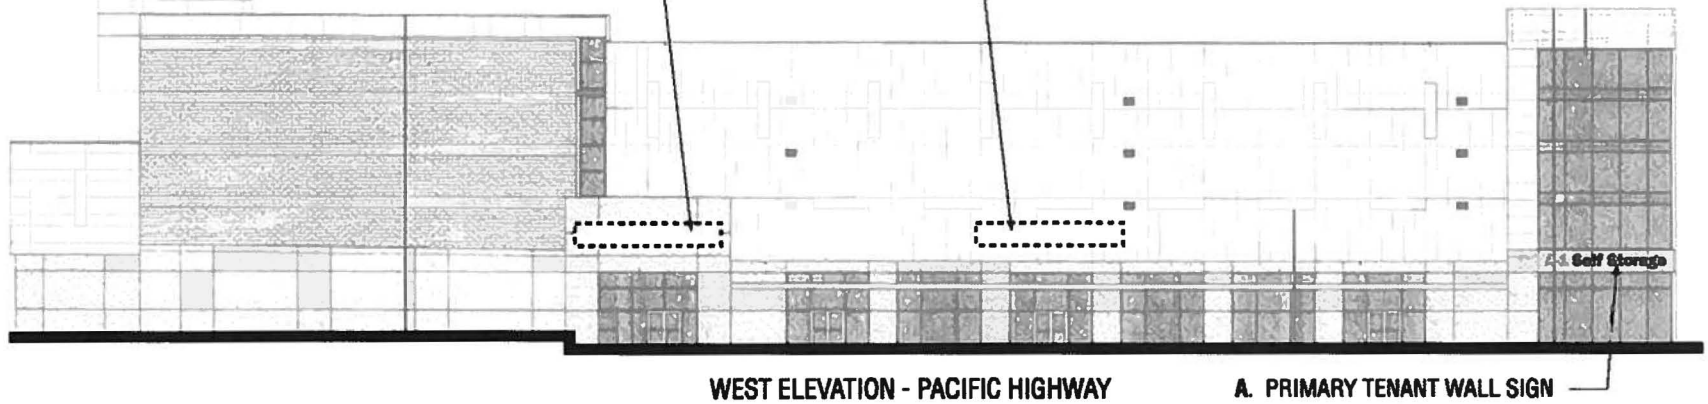 A-1 Self Storage
WEST ELEVATION - PACIFIC HIGHWAY
A. PRIMARY TENANT WALL SIGN